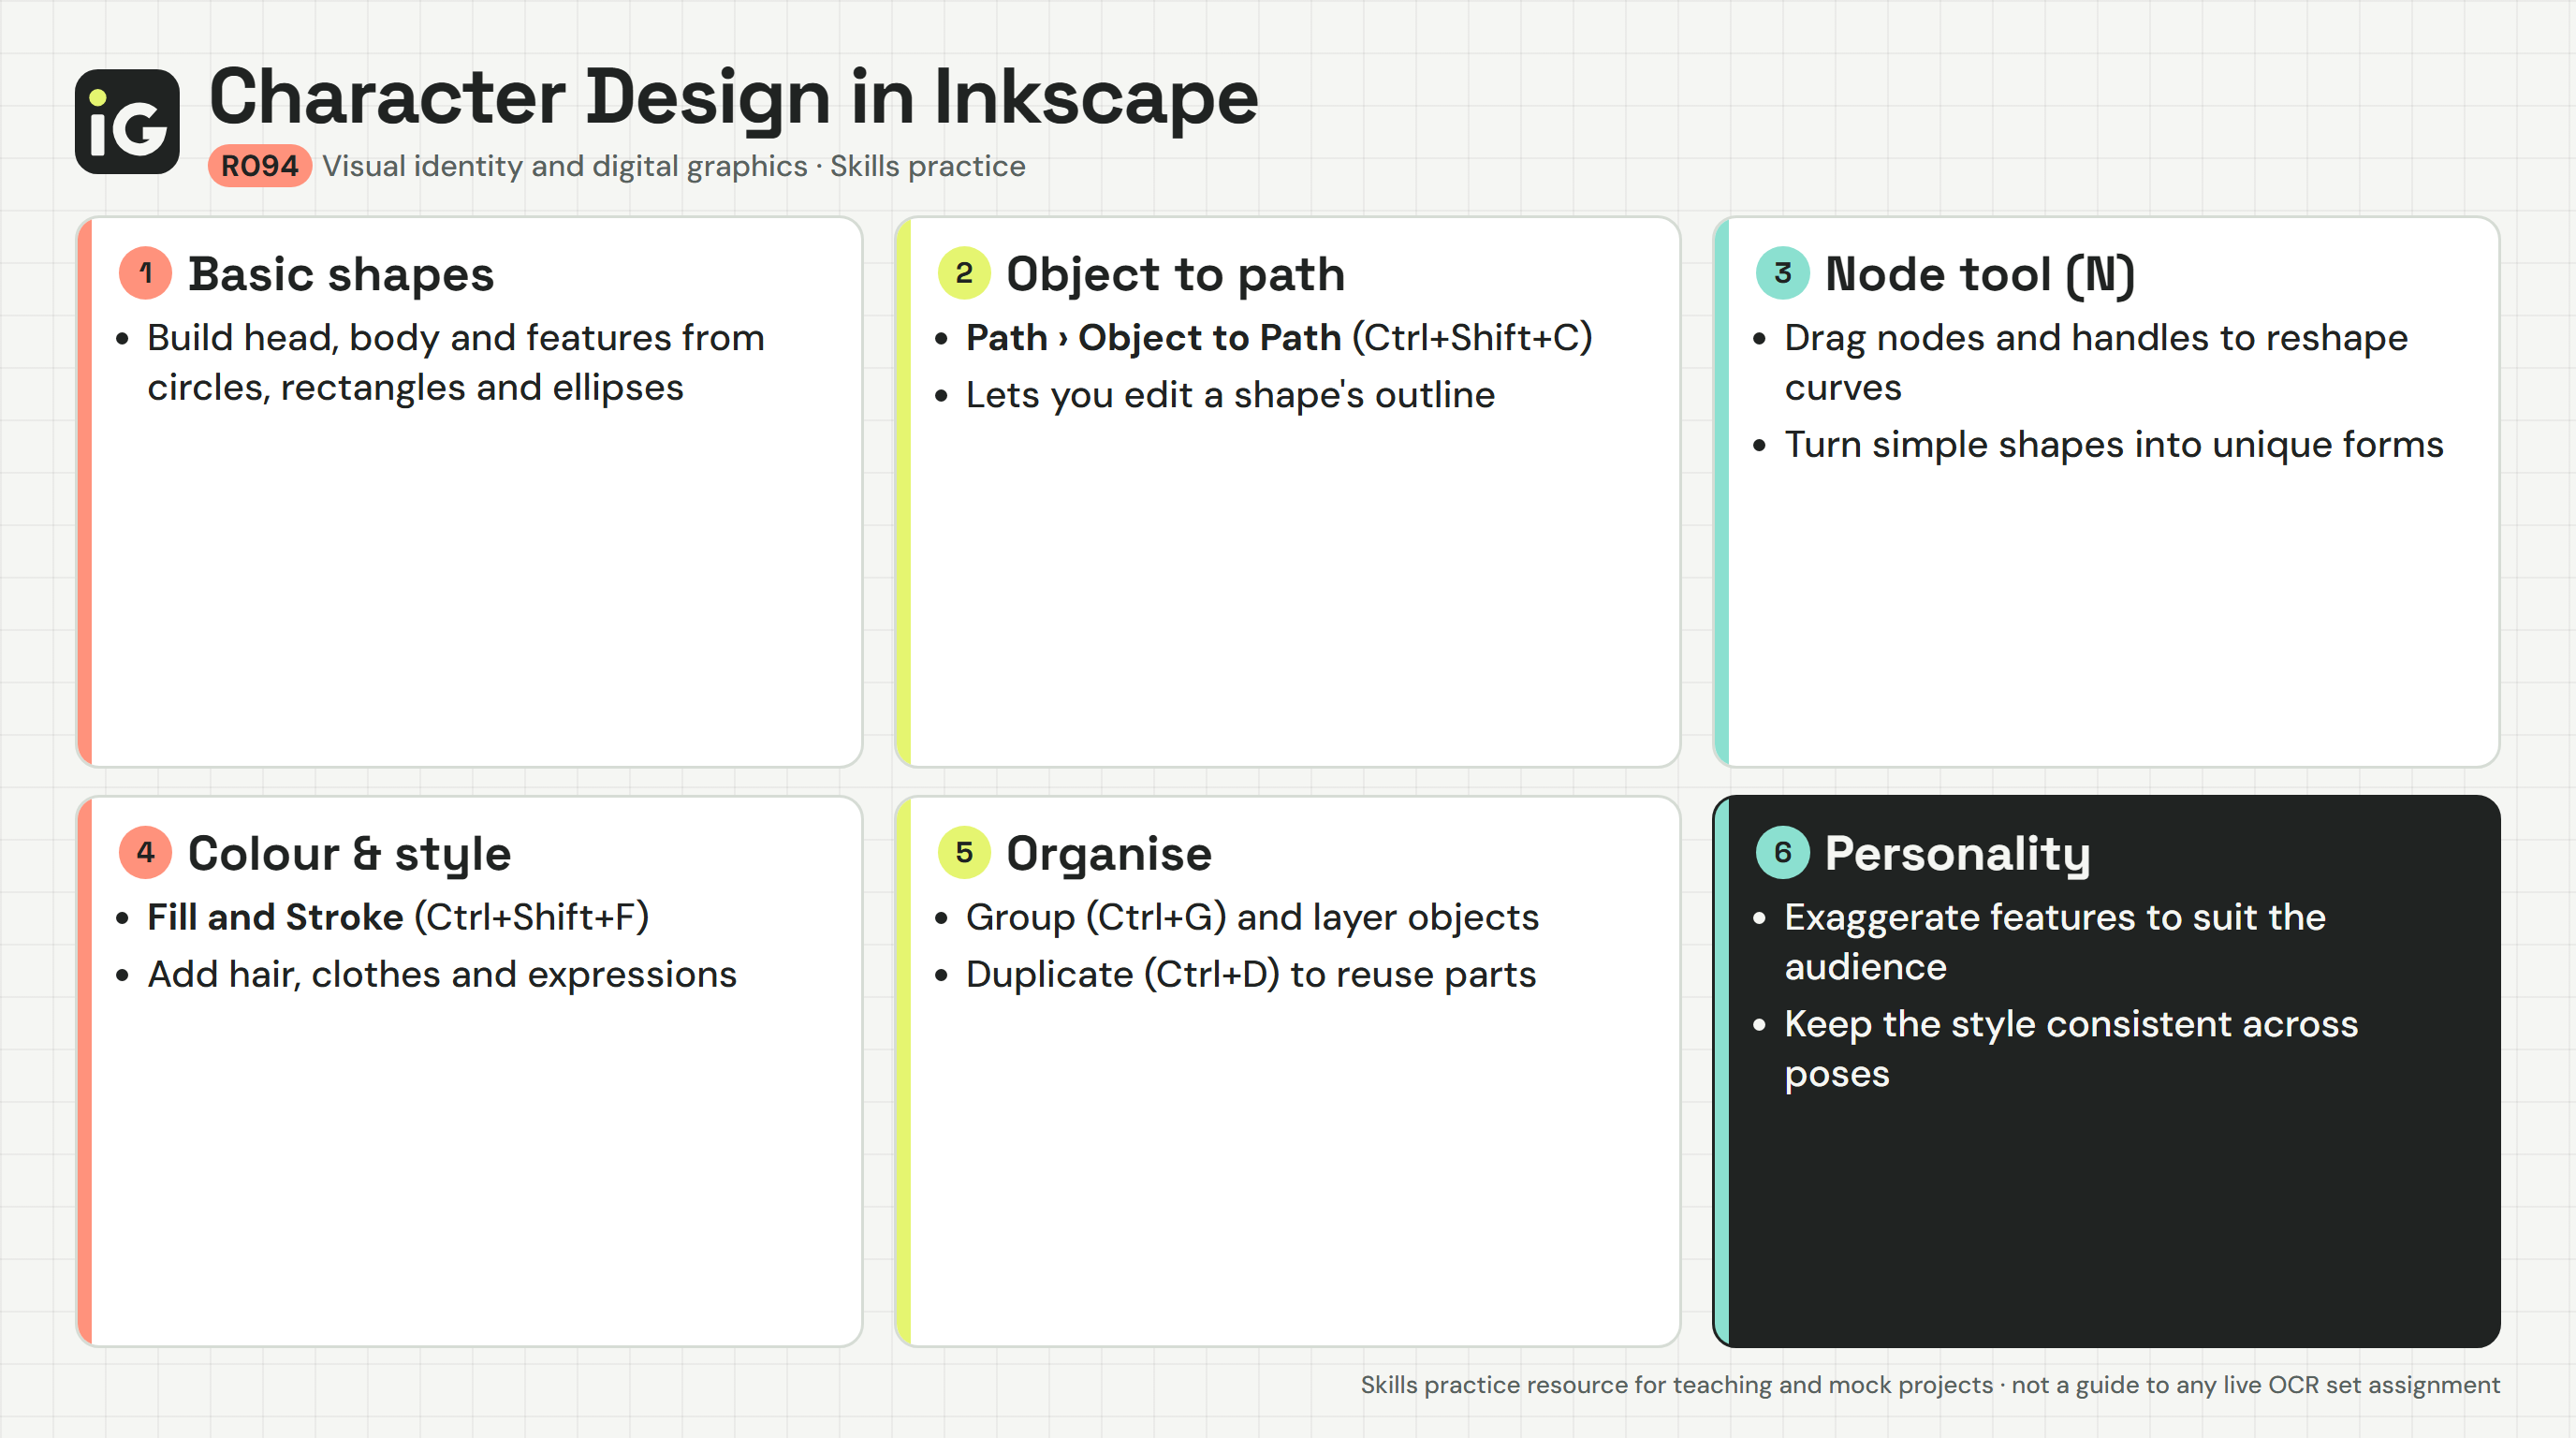 iG
Character Design in Inkscape
R094 Visual identity and digital graphics · Skills practice
1 Basic shapes
• Build head, body and features from
circles, rectangles and ellipses
2 Object to path
• Path › Object to Path (Ctrl+Shift+C)
• Lets you edit a shape's outline
3 Node tool (N)
• Drag nodes and handles to reshape
curves
• Turn simple shapes into unique forms
4 Colour & style
• Fill and Stroke (Ctrl+Shift+F)
• Add hair, clothes and expressions
5 Organise
• Group (Ctrl+G) and layer objects
• Duplicate (Ctrl+D) to reuse parts
6 Personality
• Exaggerate features to suit the
audience
• Keep the style consistent across
poses
Skills practice resource for teaching and mock projects · not a guide to any live OCR set assignment